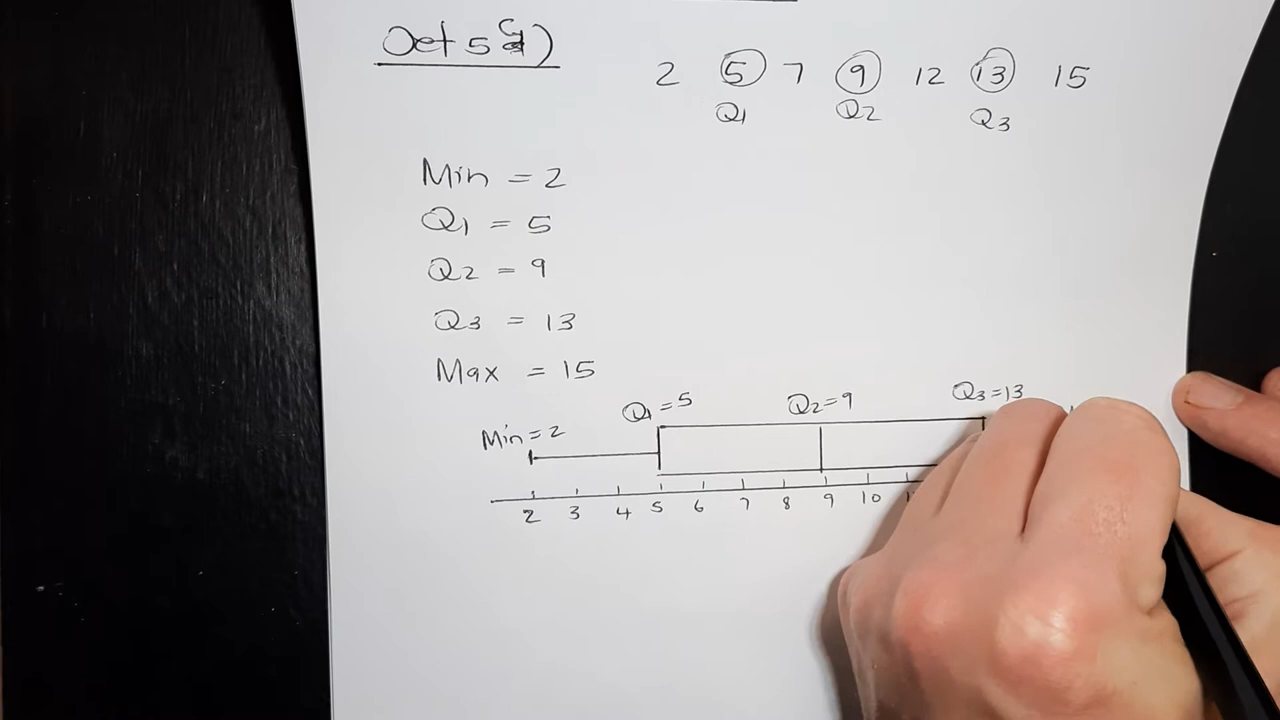 2 5 7 9 12 13 15
Q1 Q2 Q3
Min = 2
Q1 = 5
Q2 = 9
Q3 = 13
Max = 15
Min = 2 Q1 = 5 Q2 = 9 Q3 = 13
2 3 4 5 6 7 8 9 10